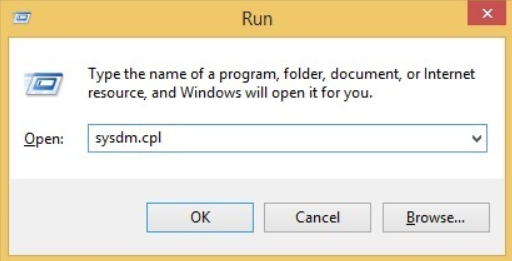 Run
Type the name of a program, folder, document, or Internet
resource, and Windows will open it for you.
Open: sysdm.cpl
OK Cancel Browse...